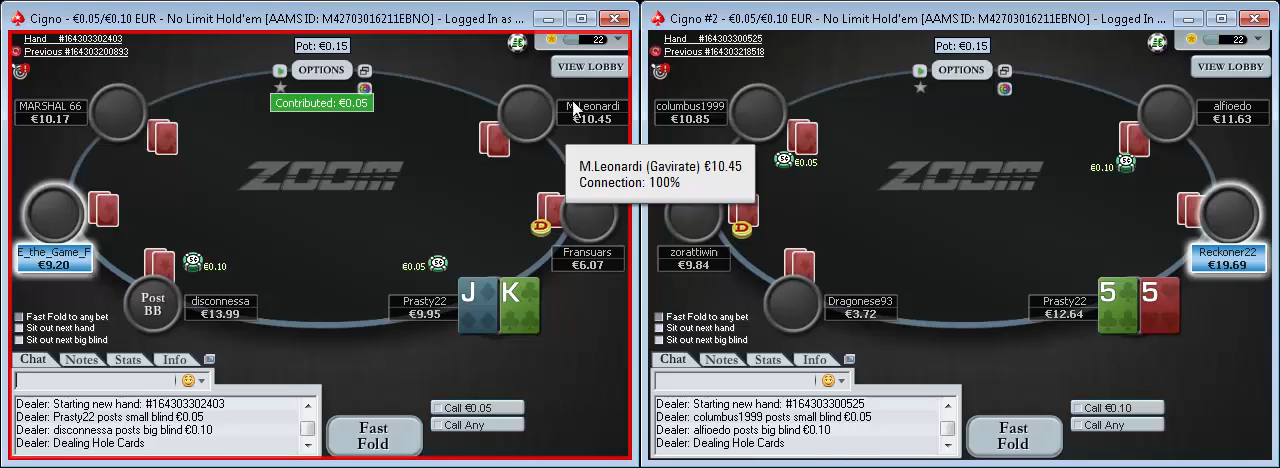 Cigno - €0.05/€0.10 EUR - No Limit Hold'em [AAMS ID: M42703016211EBNO] - Logged In as ...
Hand #164303302403
Previous #164303200893
Pot: €0.15
22
OPTIONS
VIEW LOBBY
Contributed: €0.05
MARSHAL 66
€10.17
M.Leonardi
€10.45
ZOOM
M.Leonardi (Gavirate) €10.45
Connection: 100%
D
E_the_Game_F
€9.20
Fransuars
€6.07
€0.10
€0.05
Post
BB
disconnessa
€13.99
Prasty22
€9.95
J K
Fast Fold to any bet
Sit out next hand
Sit out next big blind
Chat Notes Stats Info
Dealer: Starting new hand: #164303302403
Dealer: Prasty22 posts small blind €0.05
Dealer: disconnessa posts big blind €0.10
Dealer: Dealing Hole Cards
Fast
Fold
Call €0.05
Call Any
Cigno #2 - €0.05/€0.10 EUR - No Limit Hold'em [AAMS ID: M42703016211EBNO] - Logged In ...
Hand #164303300525
Previous #164303218518
Pot: €0.15
22
OPTIONS
VIEW LOBBY
columbus1999
€10.85
alfioedo
€11.63
€0.05
€0.10
ZOOM
D
zorattiwin
€9.84
Reckoner22
€19.69
Dragonese93
€3.72
Prasty22
€12.64
5 5
Fast Fold to any bet
Sit out next hand
Sit out next big blind
Chat Notes Stats Info
Dealer: Starting new hand: #164303300525
Dealer: columbus1999 posts small blind €0.05
Dealer: alfioedo posts big blind €0.10
Dealer: Dealing Hole Cards
Fast
Fold
Call €0.10
Call Any